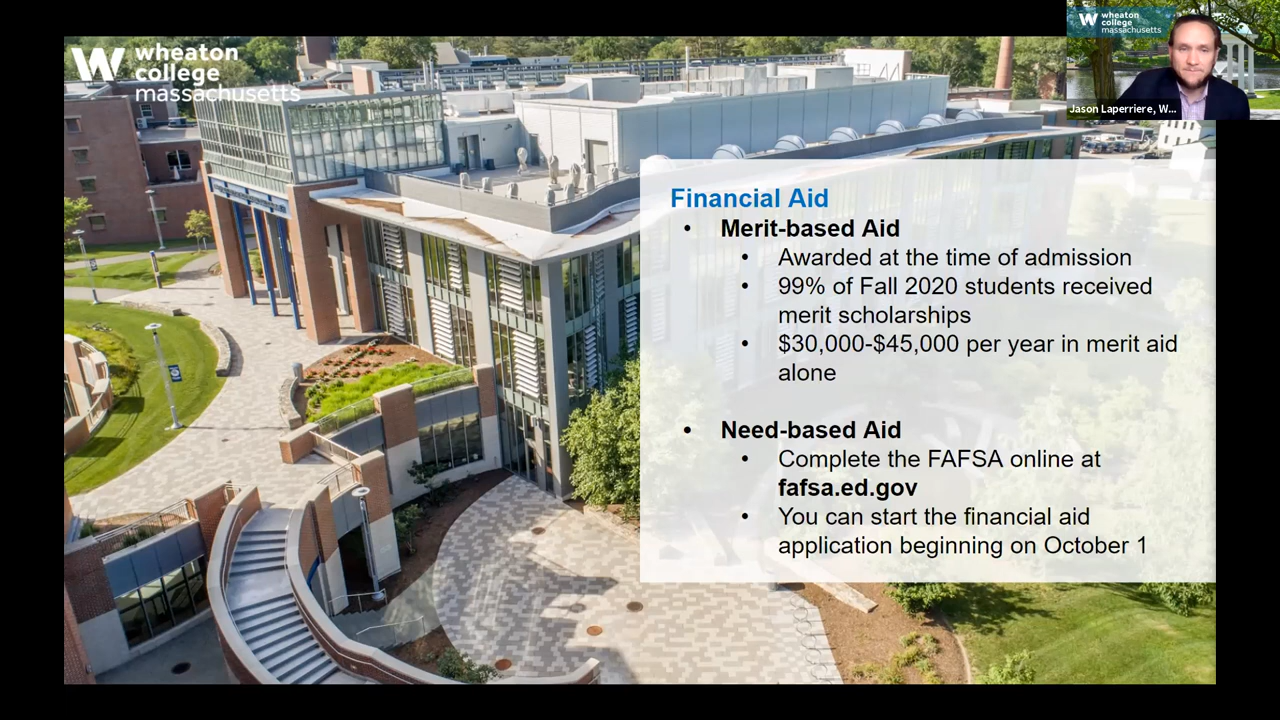 wheaton
college
massachusetts
wheaton
college
massachusetts
Jason Laperriere, W...
Financial Aid
• Merit-based Aid
• Awarded at the time of admission
• 99% of Fall 2020 students received
merit scholarships
• $30,000-$45,000 per year in merit aid
alone
• Need-based Aid
• Complete the FAFSA online at
fafsa.ed.gov
• You can start the financial aid
application beginning on October 1